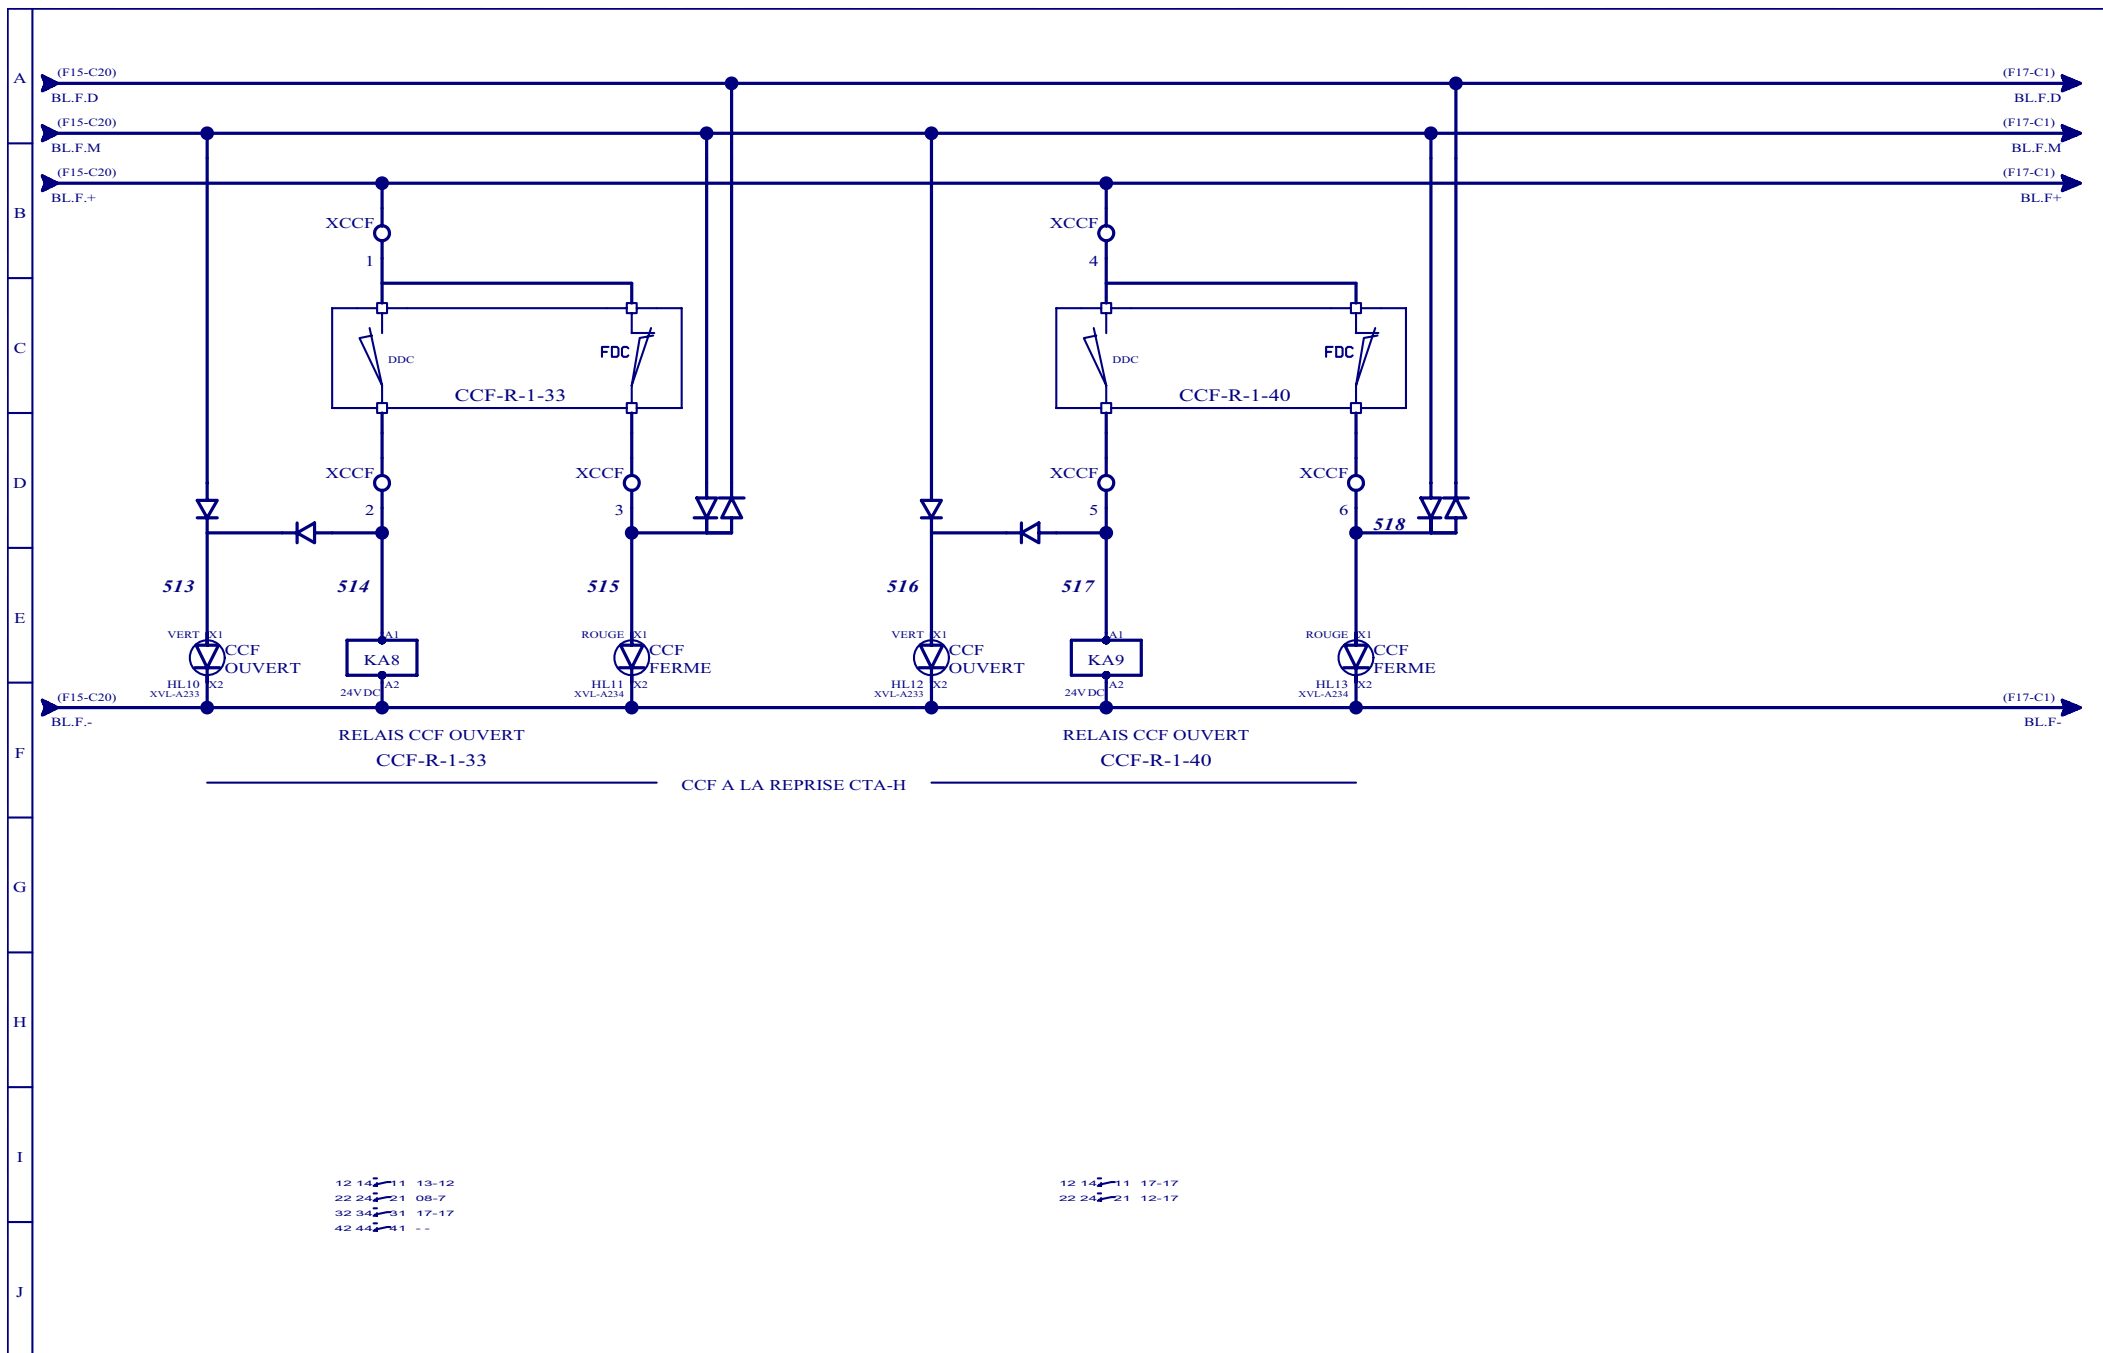 A
(F15-C20)
(F17-C1)
BL.F.D
BL.F.D
(F15-C20)
(F17-C1)
BL.F.M
BL.F.M
(F15-C20)
(F17-C1)
BL.F.+
BL.F+
B
XCCF
XCCF
1
4
C
DDC
FDC
DDC
FDC
CCF-R-1-33
CCF-R-1-40
D
XCCF
XCCF
XCCF
XCCF
2
3
5
6
518
513
514
515
516
517
E
VERT X1
A1
ROUGE X1
VERT X1
A1
ROUGE X1
CCF
OUVERT
KA8
CCF
FERME
CCF
OUVERT
KA9
CCF
FERME
HL10 X2
XVL-A233
A2
24VDC
HL11 X2
XVL-A234
HL12 X2
XVL-A233
A2
24VDC
HL13 X2
XVL-A234
(F15-C20)
(F17-C1)
BL.F.-
BL.F-
F
RELAIS CCF OUVERT
RELAIS CCF OUVERT
CCF-R-1-33
CCF-R-1-40
CCF A LA REPRISE CTA-H
G
H
I
12 14 11 13-12
22 24 21 08-7
32 34 31 17-17
42 44 41 - -
12 14 11 17-17
22 24 21 12-17
J